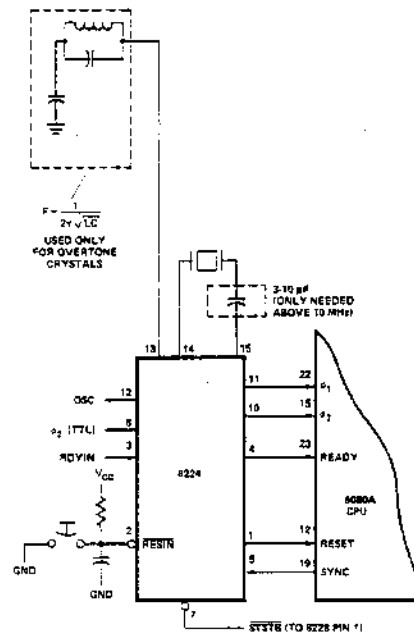 F = 1
2π √LC
USED ONLY
FOR OVERTONE
CRYSTALS
3-10 pF
(ONLY NEEDED
ABOVE 10 MHz)
13
14
15
OSC
12
φ2 (TTL)
6
RDYIN
3
VCC
2
RESIN
GND
GND
8224
11
22
φ1
10
15
φ2
4
23
READY
8080A
CPU
1
12
RESET
5
19
SYNC
7
STSTB (TO 8228 PIN 1)